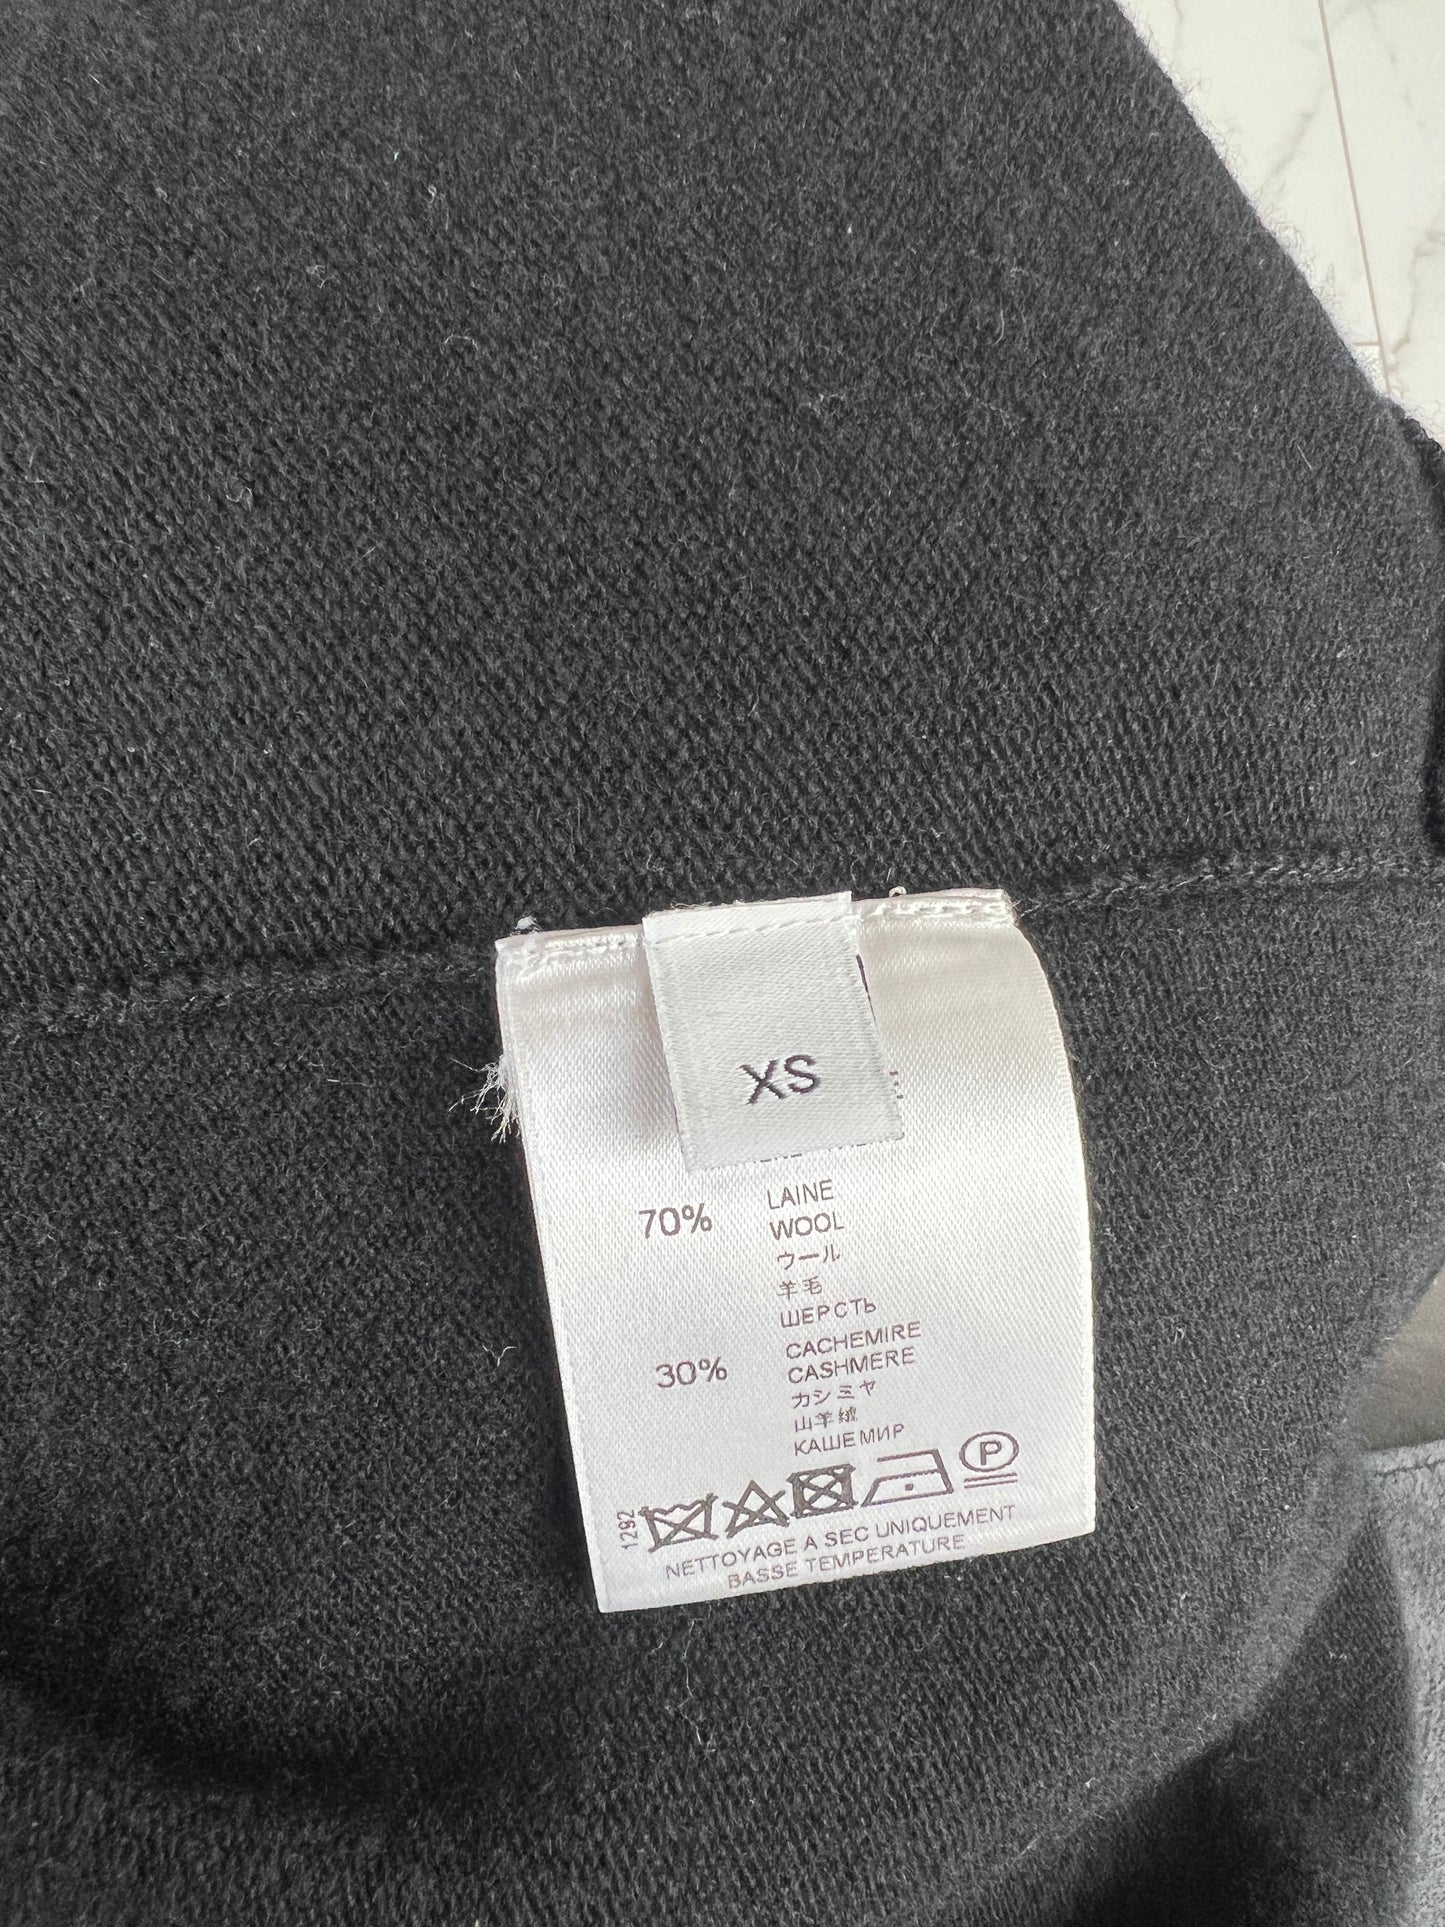 XS
70% LAINE
WOOL
ウール
羊毛
ШЕРСТЬ
30% CACHEMIRE
CASHMERE
カシミヤ
山羊绒
КАШЕМИР
P
1292
NETTOYAGE A SEC UNIQUEMENT
BASSE TEMPERATURE